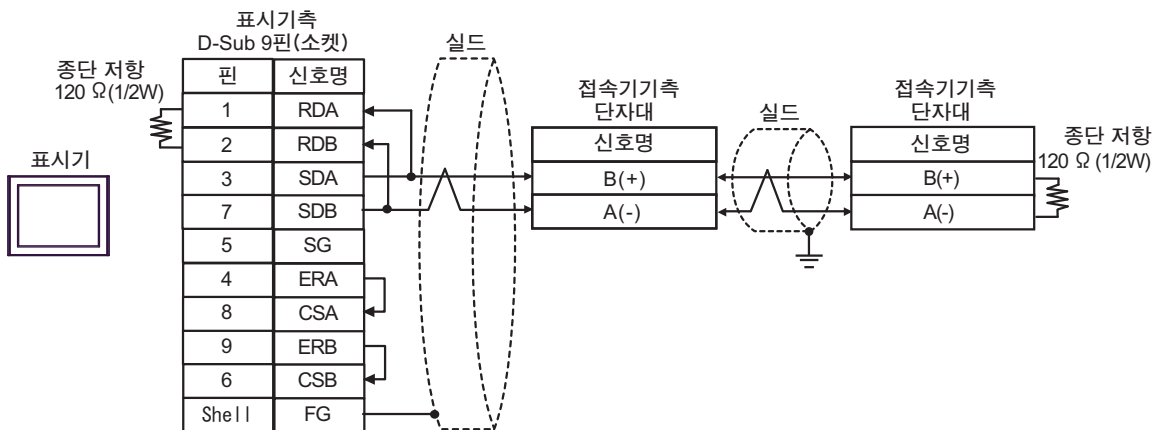 표시기측
D-Sub 9핀(소켓)
실드
종단 저항
120 Ω(1/2W)
핀 신호명
1 RDA
2 RDB
3 SDA
7 SDB
5 SG
4 ERA
8 CSA
9 ERB
6 CSB
Shell FG
표시기
접속기기측
단자대
신호명
B(+)
A(-)
실드
접속기기측
단자대
신호명
B(+)
A(-)
종단 저항
120 Ω (1/2W)